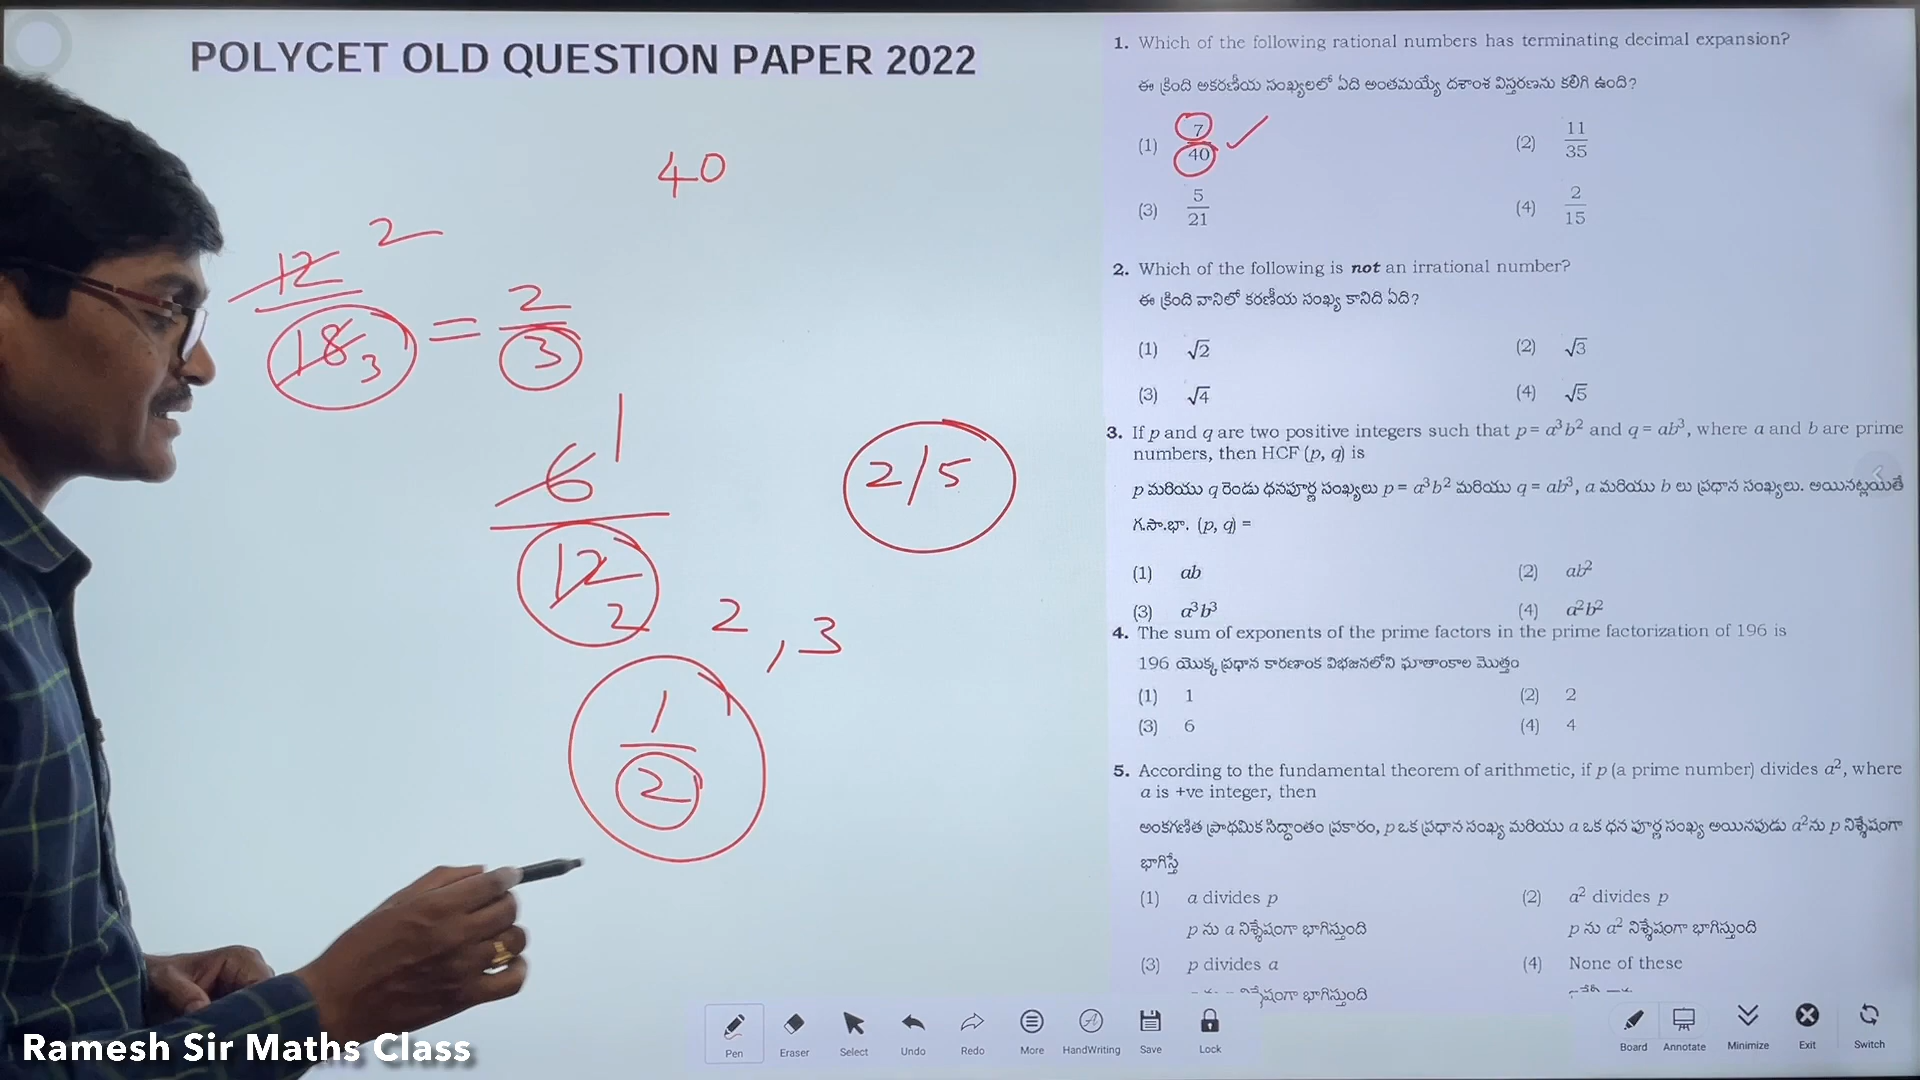 POLYCET OLD QUESTION PAPER 2022
40
12 2
18 3 = 2/3
6 1
12 2
2/5
2, 3
1/2
1. Which of the following rational numbers has terminating decimal expansion?
ఈ క్రింది అకరణీయ సంఖ్యలలో ఏది అంతమయ్యే దశాంశ విస్తరణను కలిగి ఉంది?
(1) 7/40 ✓ (2) 11/35
(3) 5/21 (4) 2/15
2. Which of the following is not an irrational number?
ఈ క్రింది వానిలో కరణీయ సంఖ్య కానిది ఏది?
(1) √2 (2) √3
(3) √4 (4) √5
3. If p and q are two positive integers such that p = a³b² and q = ab³, where a and b are prime
numbers, then HCF (p, q) is
p మరియు q రెండు ధనపూర్ణ సంఖ్యలు p = a³b² మరియు q = ab³, a మరియు b లు ప్రధాన సంఖ్యలు. అయినట్లయితే
గ.సా.భా. (p, q) =
(1) ab (2) ab²
(3) a³b³ (4) a²b²
4. The sum of exponents of the prime factors in the prime factorization of 196 is
196 యొక్క ప్రధాన కారణాంక విభజనలోని ఘాతాంకాల మొత్తం
(1) 1 (2) 2
(3) 6 (4) 4
5. According to the fundamental theorem of arithmetic, if p (a prime number) divides a², where
a is +ve integer, then
అంకగణిత ప్రాథమిక సిద్ధాంతం ప్రకారం, p ఒక ప్రధాన సంఖ్య మరియు a ఒక ధన పూర్ణ సంఖ్య అయినపుడు a²ను p నిశ్శేషంగా
భాగిస్తే
(1) a divides p (2) a² divides p
p ను a నిశ్శేషంగా భాగిస్తుంది p ను a² నిశ్శేషంగా భాగిస్తుంది
(3) p divides a (4) None of these
నిశ్శేషంగా భాగిస్తుంది
Pen Eraser Select Undo Redo More HandWriting Save Lock
Board Annotate Minimize Exit Switch
Ramesh Sir Maths Class